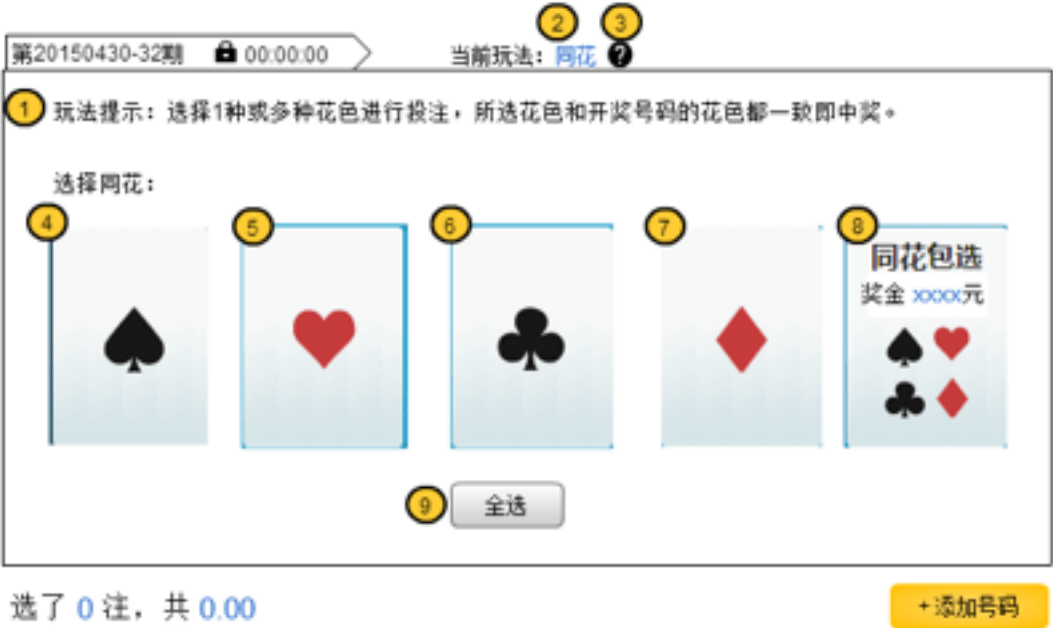 2 3
第20150430-32期 00:00:00 当前玩法：同花 ?
1 玩法提示：选择1种或多种花色进行投注，所选花色和开奖号码的花色都一致即中奖。
选择同花：
4 5 6 7 8
同花包选
奖金 xxxx元
9 全选
选了 0 注，共 0.00 +添加号码